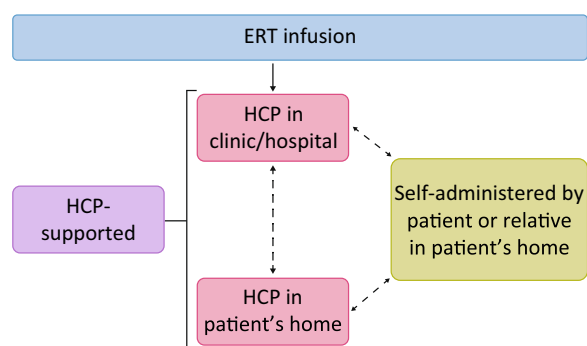 ERT infusion
HCP in
clinic/hospital
HCP-
supported
Self-administered by
patient or relative
in patient’s home
HCP in
patient’s home